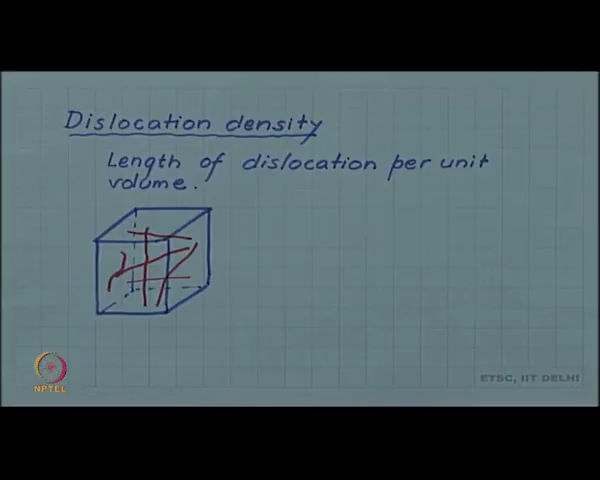 Dislocation density
Length of dislocation per unit
volume.
NPTEL
ETSC, IIT DELHI